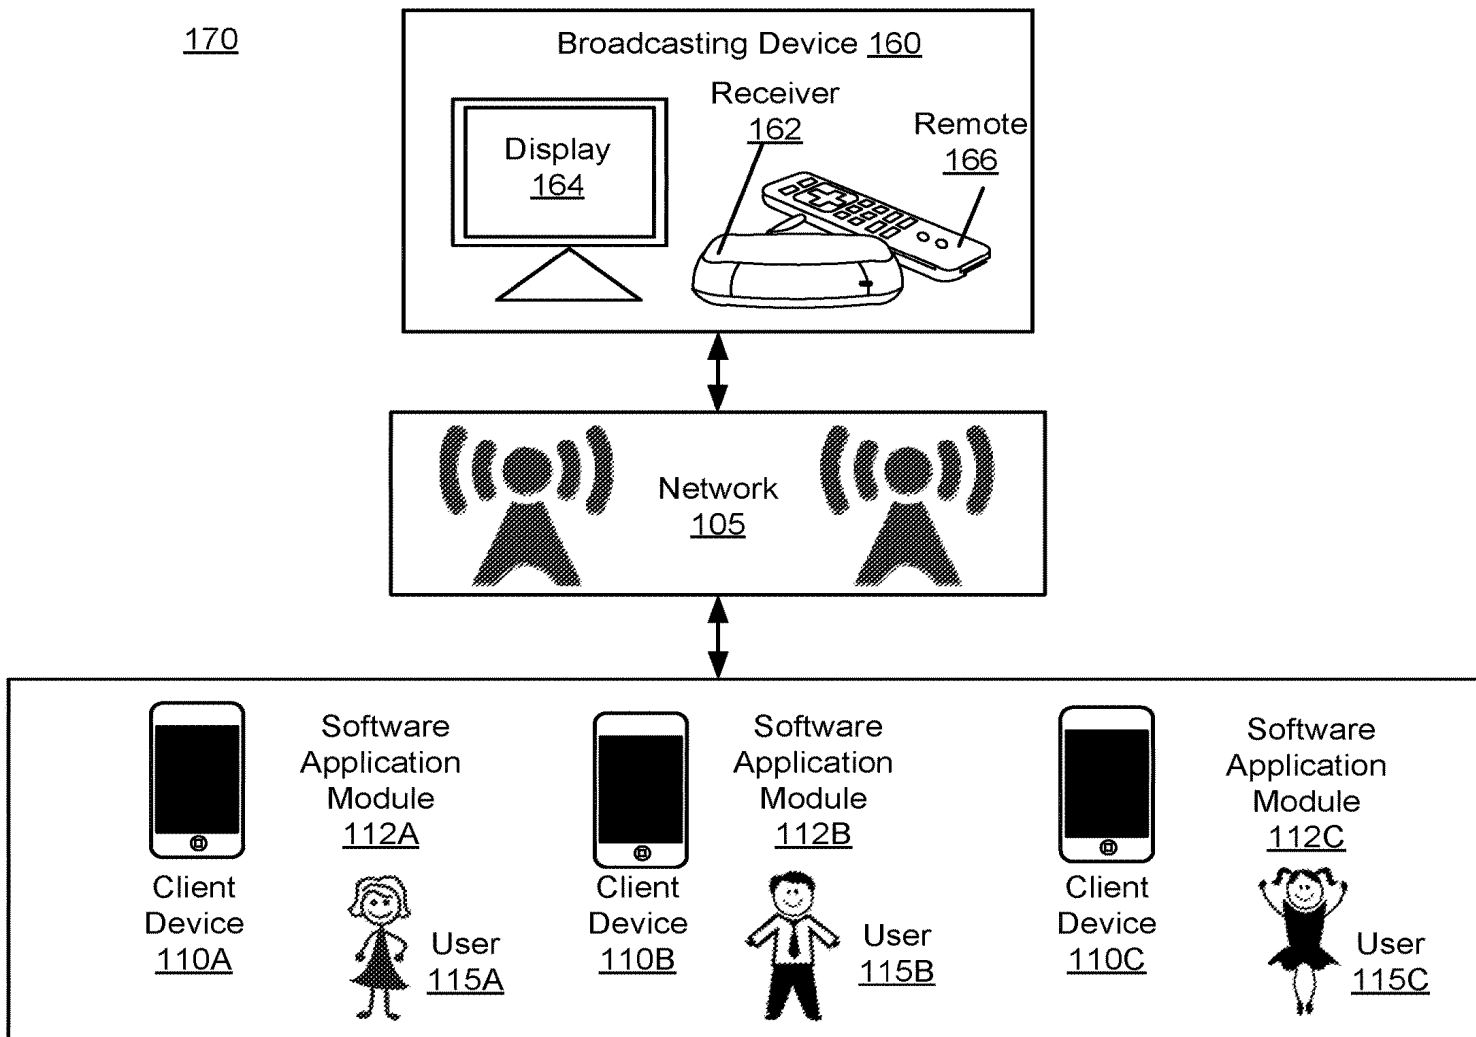 170
Broadcasting Device 160
Receiver
162
Remote
166
Display
164
Network
105
Software
Application
Module
112A
Software
Application
Module
112B
Software
Application
Module
112C
Client
Device
110A
User
115A
Client
Device
110B
User
115B
Client
Device
110C
User
115C